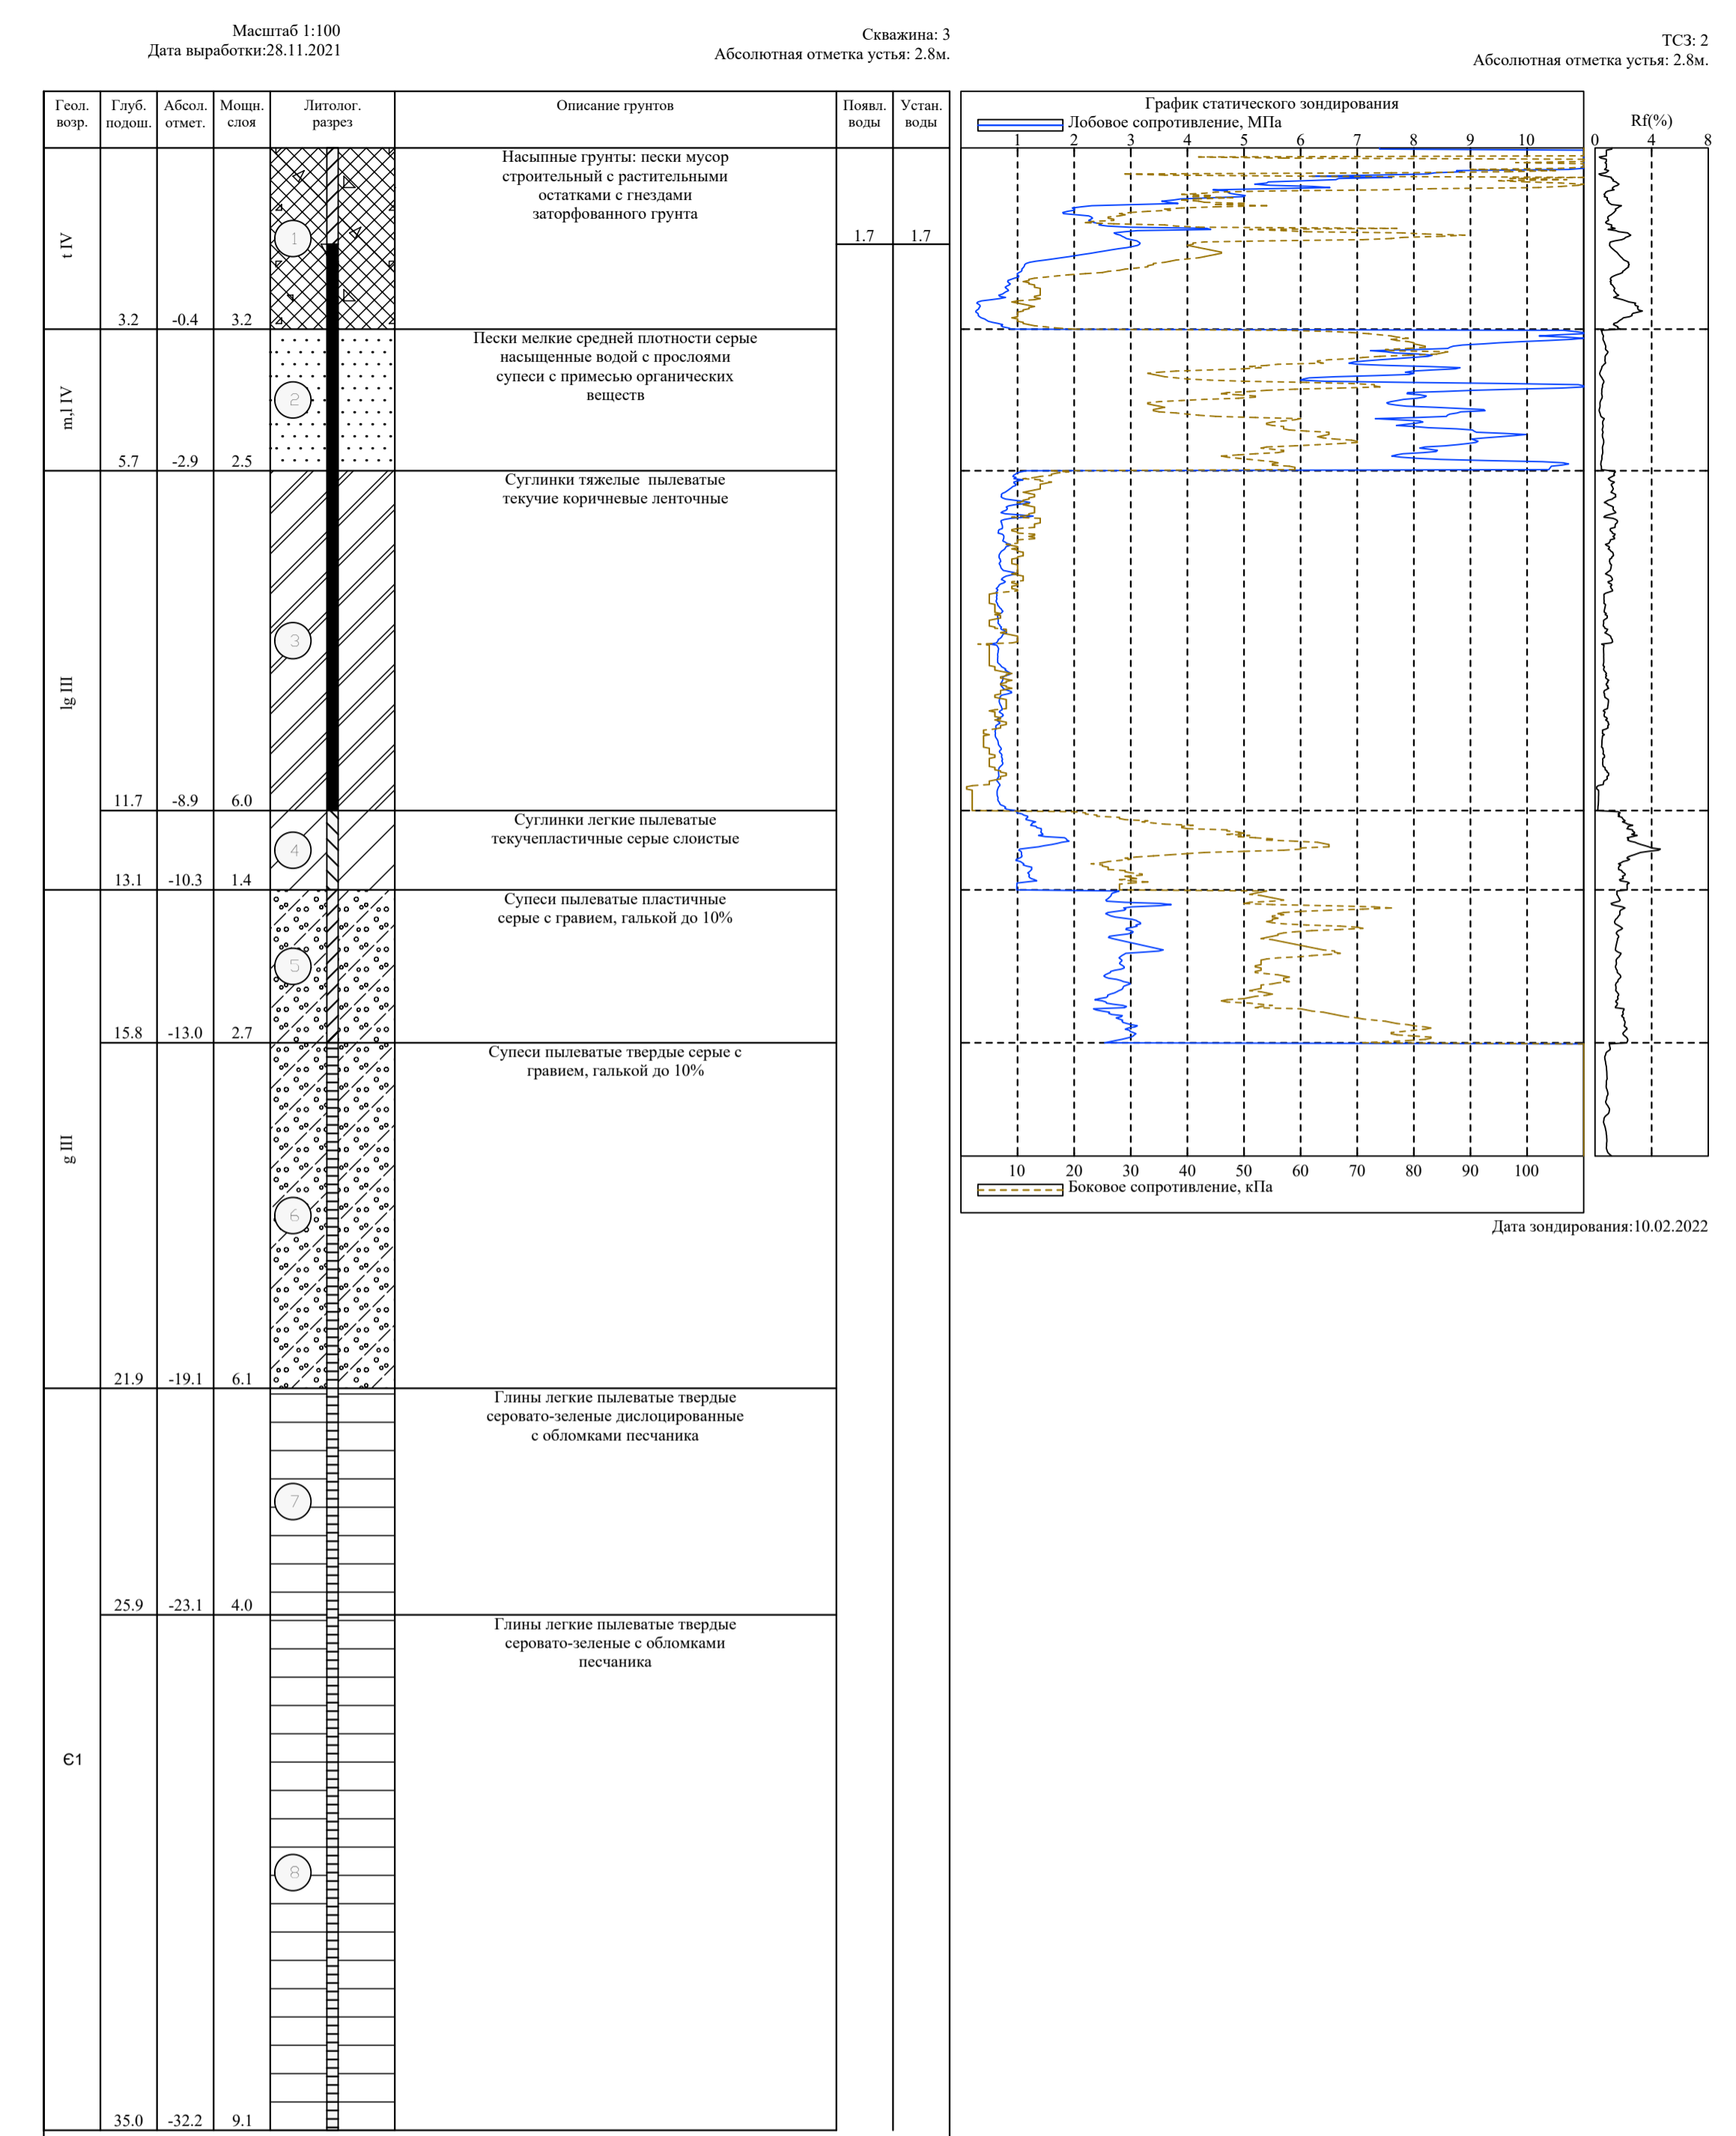 Масштаб 1:100
Дата выработки:28.11.2021
Скважина: 3
Абсолютная отметка устья: 2.8м.
ТСЗ: 2
Абсолютная отметка устья: 2.8м.
Геол. возр.
Глуб. подош.
Абсол. отмет.
Мощн. слоя
Литолог. разрез
Описание грунтов
Появл. воды
Устан. воды
График статического зондирования
Лобовое сопротивление, МПа
1 2 3 4 5 6 7 8 9 10
Rf(%)
0 4 8
t IV
1
Насыпные грунты: пески мусор
строительный с растительными
остатками с гнездами
заторфованного грунта
1.7 1.7
3.2 -0.4 3.2
m,l IV
2
Пески мелкие средней плотности серые
насыщенные водой с прослоями
супеси с примесью органических
веществ
5.7 -2.9 2.5
lg III
3
Суглинки тяжелые  пылеватые
текучие коричневые ленточные
11.7 -8.9 6.0
4
Суглинки легкие пылеватые
текучепластичные серые слоистые
13.1 -10.3 1.4
g III
5
Супеси пылеватые пластичные
серые с гравием, галькой до 10%
15.8 -13.0 2.7
6
Супеси пылеватые твердые серые с
гравием, галькой до 10%
21.9 -19.1 6.1
Є1
7
Глины легкие пылеватые твердые
серовато-зеленые дислоцированные
с обломками песчаника
25.9 -23.1 4.0
8
Глины легкие пылеватые твердые
серовато-зеленые с обломками
песчаника
35.0 -32.2 9.1
10 20 30 40 50 60 70 80 90 100
Боковое сопротивление, кПа
Дата зондирования:10.02.2022